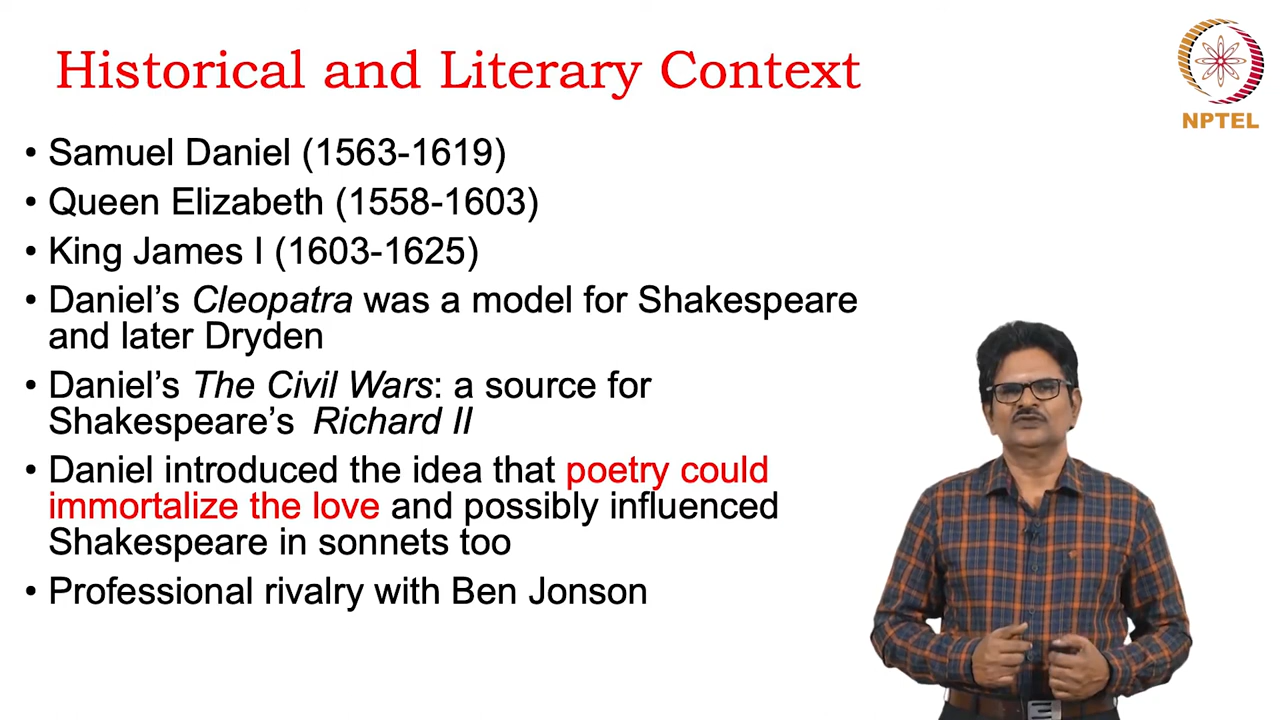 Historical and Literary Context
NPTEL
• Samuel Daniel (1563-1619)
• Queen Elizabeth (1558-1603)
• King James I (1603-1625)
• Daniel’s Cleopatra was a model for Shakespeare
and later Dryden
• Daniel’s The Civil Wars: a source for
Shakespeare’s Richard II
• Daniel introduced the idea that poetry could
immortalize the love and possibly influenced
Shakespeare in sonnets too
• Professional rivalry with Ben Jonson